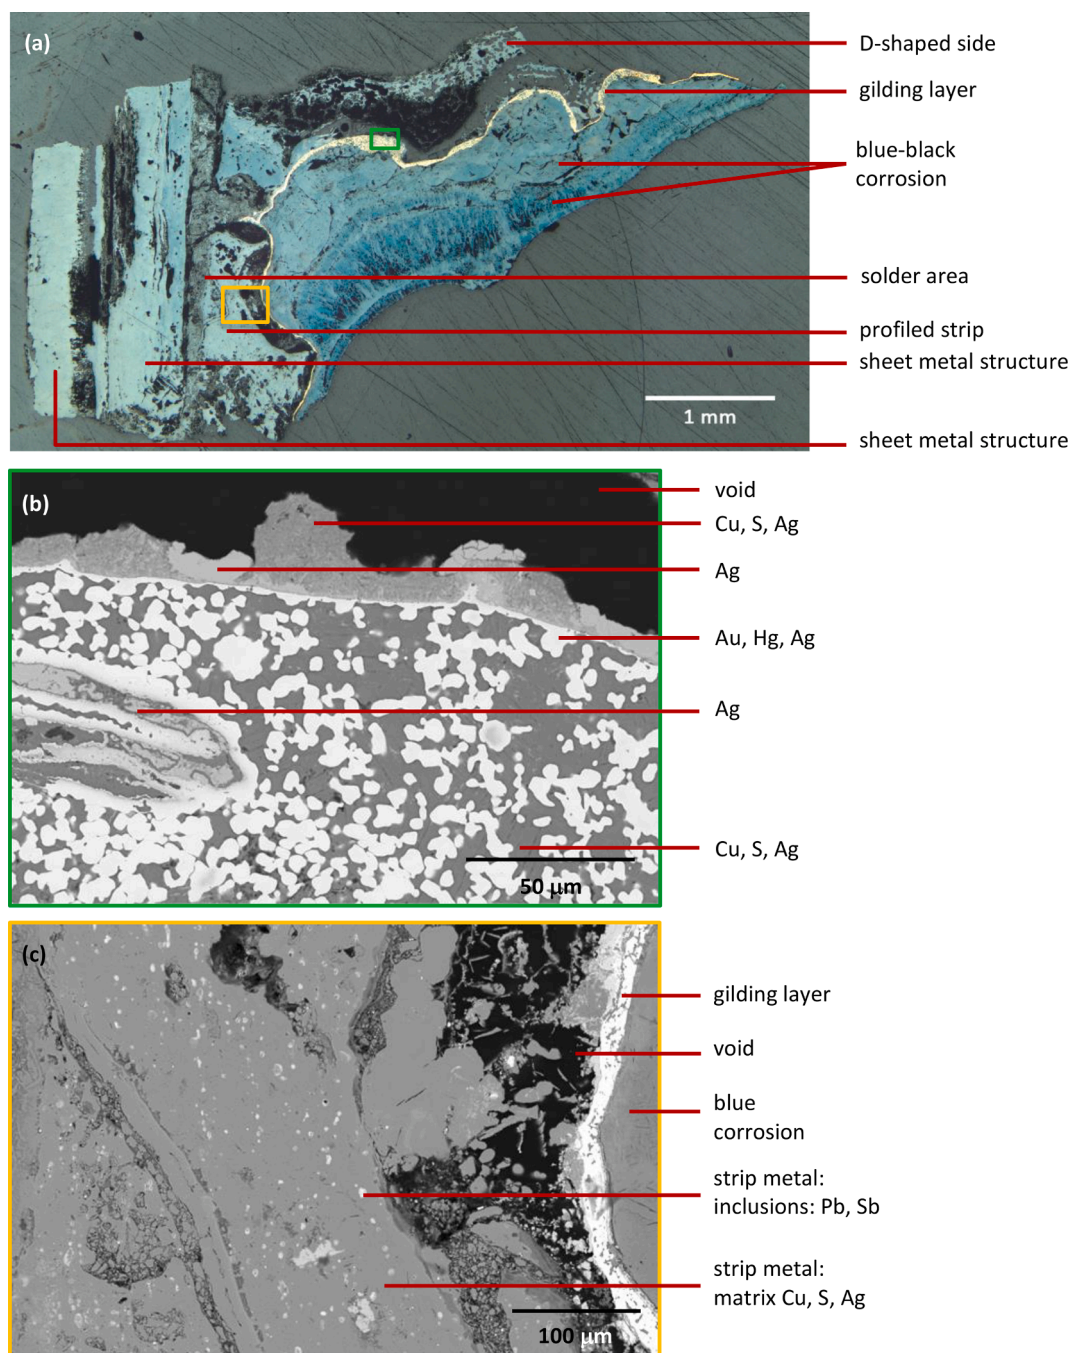 (a)
D-shaped side
gilding layer
blue-black
corrosion
solder area
profiled strip
sheet metal structure
1 mm
sheet metal structure
(b)
void
Cu, S, Ag
Ag
Au, Hg, Ag
Ag
Cu, S, Ag
50 µm
(c)
gilding layer
void
blue
corrosion
strip metal:
inclusions: Pb, Sb
strip metal:
matrix Cu, S, Ag
100 µm